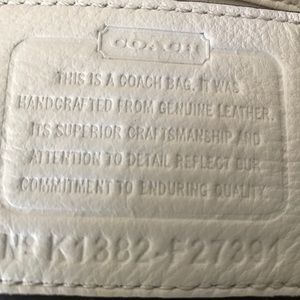 COACH
THIS IS A COACH BAG. IT WAS
HANDCRAFTED FROM GENUINE LEATHER.
ITS SUPERIOR CRAFTSMANSHIP AND
ATTENTION TO DETAIL REFLECT OUR
COMMITMENT TO ENDURING QUALITY.
Nº K1382-F27391